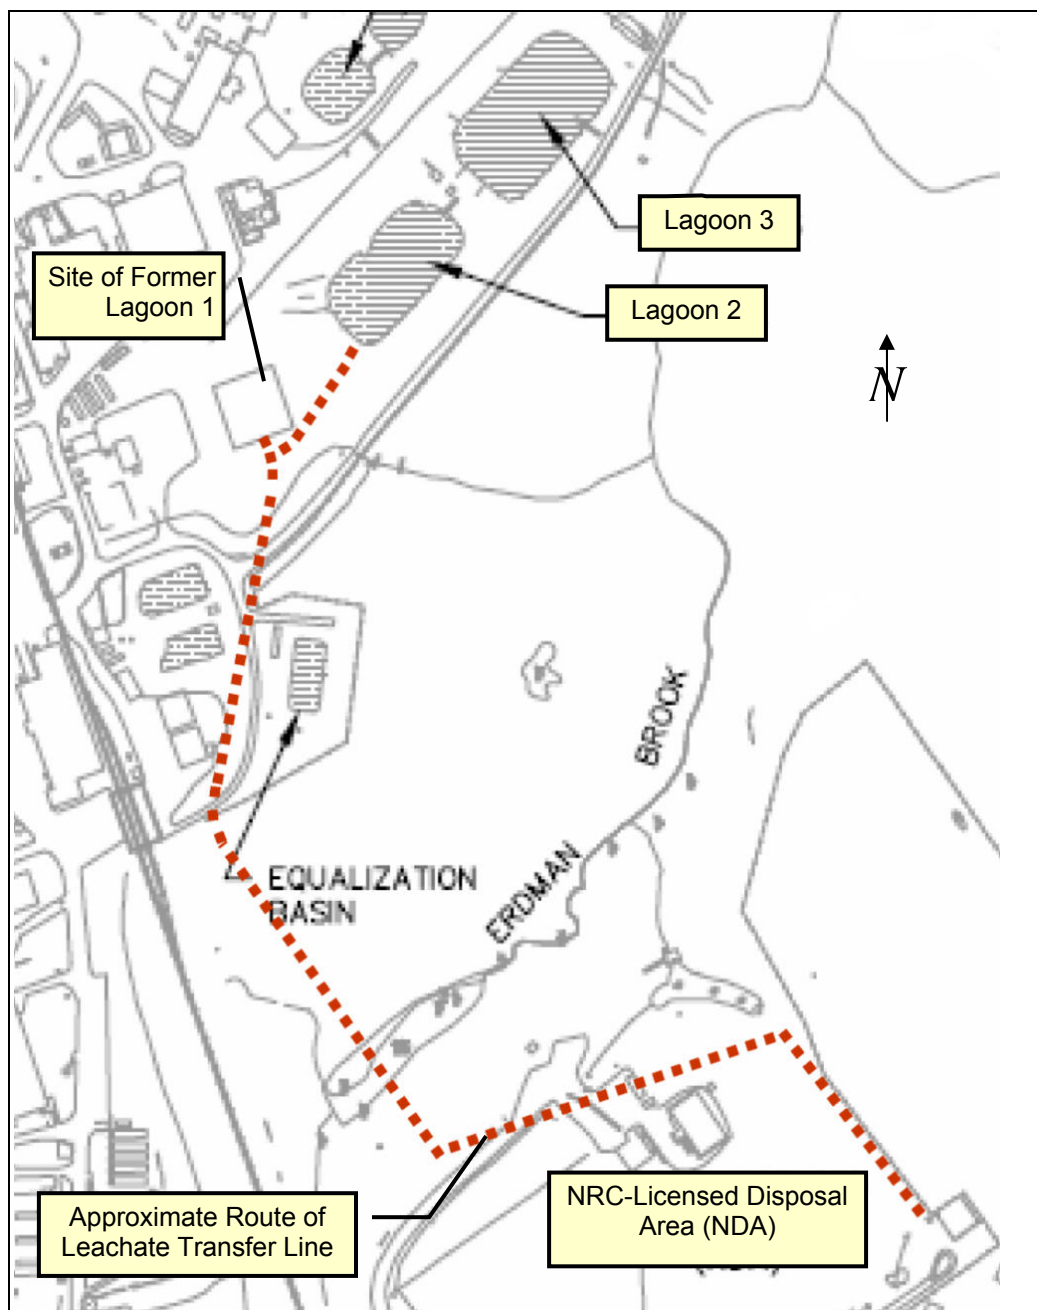 Lagoon 3
Site of Former
Lagoon 1
Lagoon 2
N
BROOK
ERDMAN
EQUALIZATION
BASIN
Approximate Route of
Leachate Transfer Line
NRC-Licensed Disposal
Area (NDA)